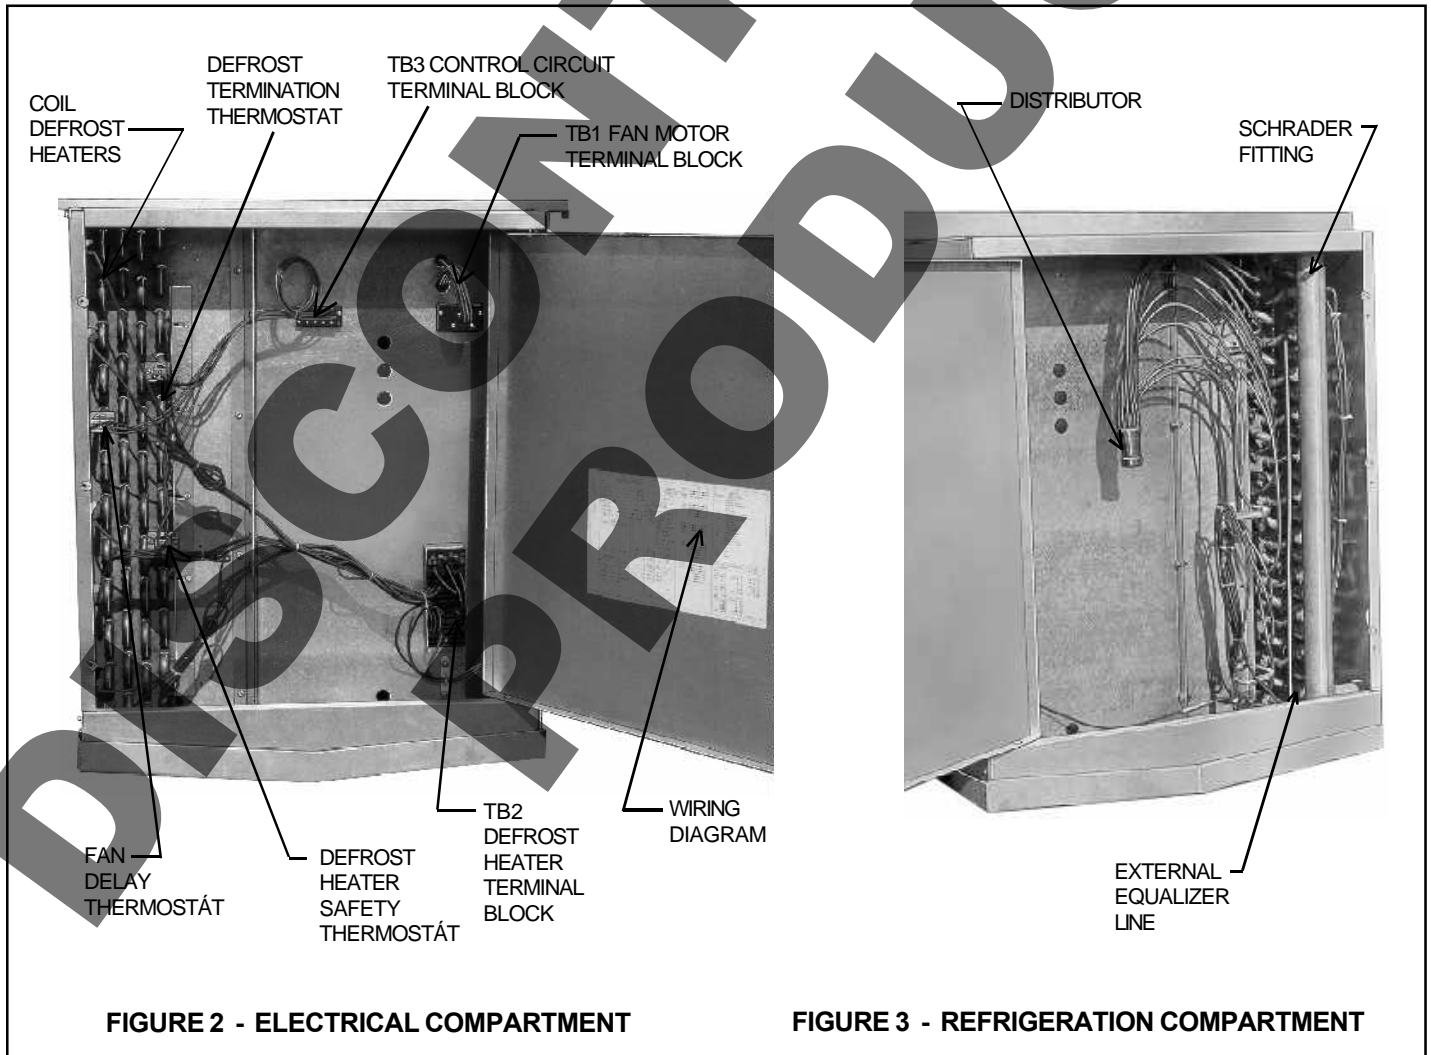 COIL
DEFROST
HEATERS
DEFROST
TERMINATION
THERMOSTAT
TB3 CONTROL CIRCUIT
TERMINAL BLOCK
TB1 FAN MOTOR
TERMINAL BLOCK
DISTRIBUTOR
SCHRADER
FITTING
FAN
DELAY
THERMOSTÁT
DEFROST
HEATER
SAFETY
THERMOSTÁT
TB2
DEFROST
HEATER
TERMINAL
BLOCK
WIRING
DIAGRAM
EXTERNAL
EQUALIZER
LINE
FIGURE 2 - ELECTRICAL COMPARTMENT
FIGURE 3 - REFRIGERATION COMPARTMENT
DISCONT
PRODUC